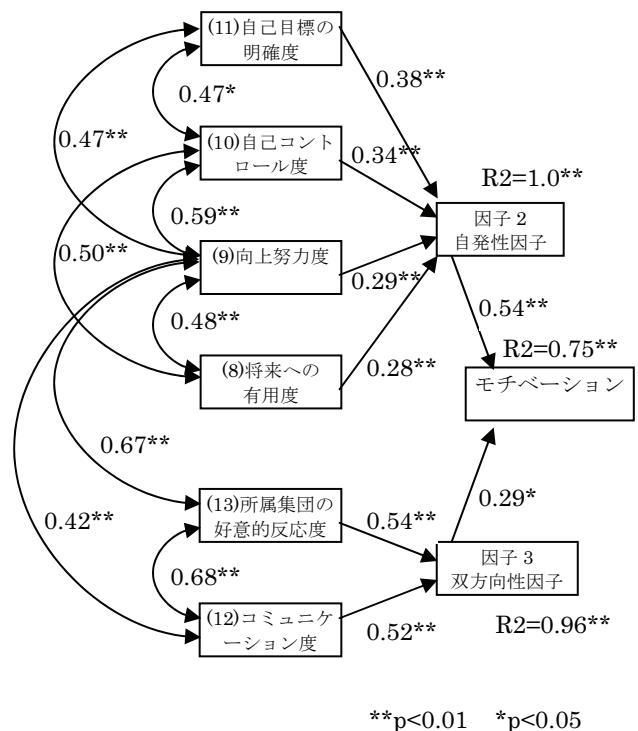 (11)自己目標の
明確度
0.38**
0.47*
0.47**
(10)自己コント
ロール度
0.34**
R2=1.0**
因子 2
自発性因子
0.59**
0.50**
(9)向上努力度
0.29**
0.54**
0.48**
R2=0.75**
(8)将来への
有用度
0.28**
モチベーション
0.67**
0.42**
(13)所属集団の
好意的反応度
0.54**
0.29*
因子 3
双方向性因子
0.68**
(12)コミュニケ
ーション度
0.52**
R2=0.96**
**p<0.01 *p<0.05